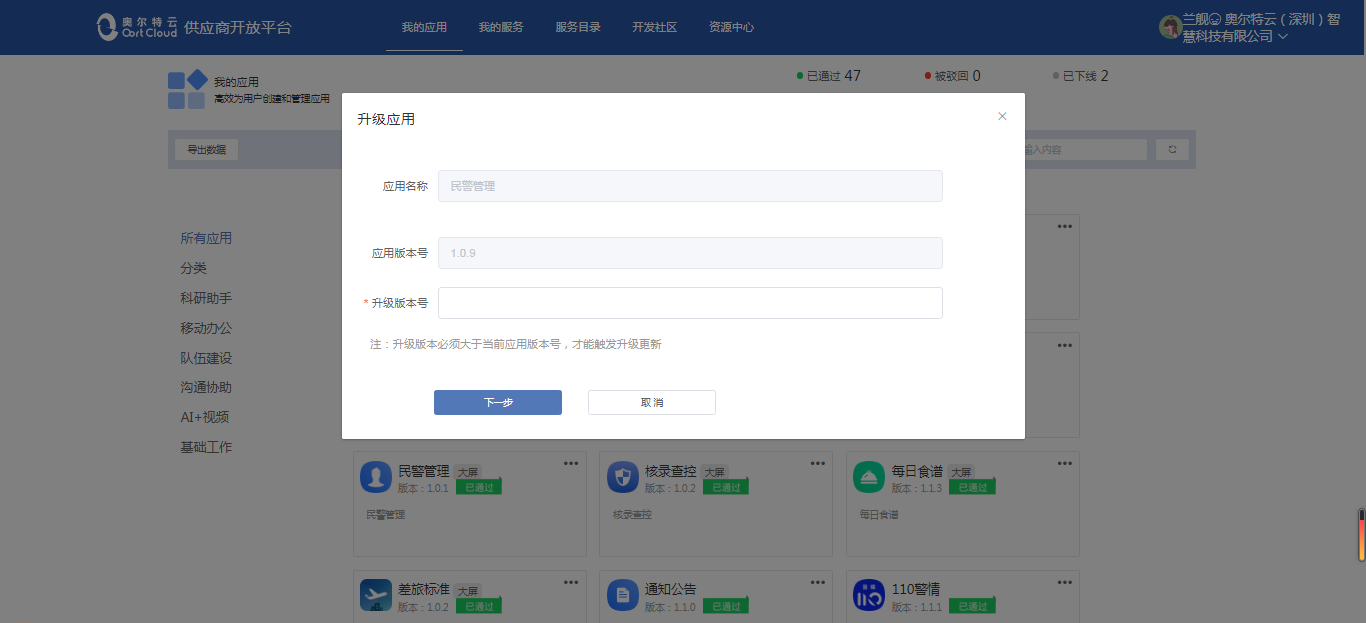 奥尔特云
Oort Cloud
供应商开放平台
我的应用
我的服务
服务目录
开发社区
资源中心
兰舰 奥尔特云（深圳）智
慧科技有限公司
我的应用
高效为用户创建和管理应用
已通过 47
被驳回 0
已下线 2
导出数据
输入内容
升级应用
应用名称 民警管理
应用版本号 1.0.9
* 升级版本号
注：升级版本必须大于当前应用版本号，才能触发升级更新
下一步
取消
所有应用
分类
科研助手
移动办公
队伍建设
沟通协助
AI+视频
基础工作
民警管理 大屏
版本：1.0.1 已通过
民警管理
核录查控 大屏
版本：1.0.2 已通过
核录查控
每日食谱 大屏
版本：1.1.3 已通过
每日食谱
差旅标准 大屏
版本：1.0.2 已通过
通知公告
版本：1.1.0 已通过
110警情
版本：1.1.1 已通过